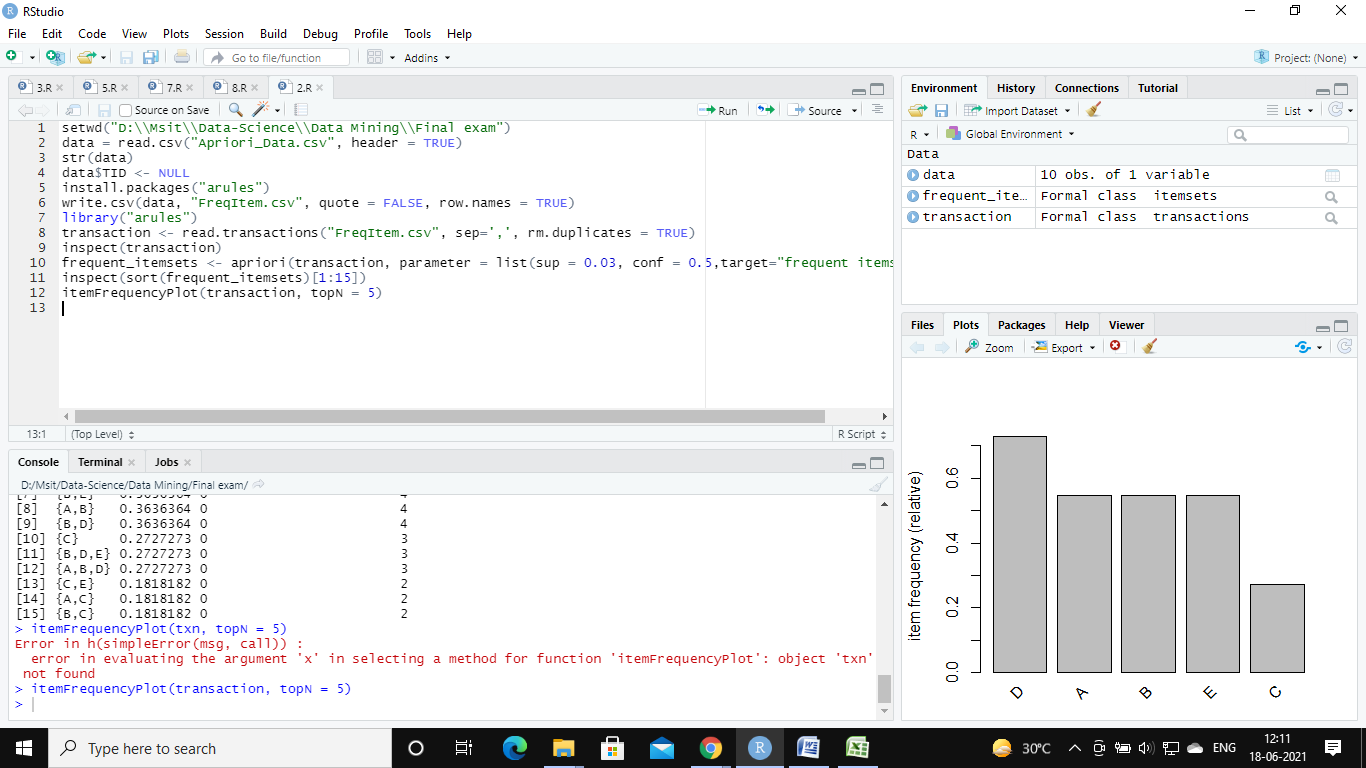 RStudio
File Edit Code View Plots Session Build Debug Profile Tools Help
Go to file/function Addins Project: (None)
3.R 5.R 7.R 8.R 2.R
Source on Save Run Source
1 setwd("D:\\Msit\\Data-Science\\Data Mining\\Final exam")
2 data = read.csv("Apriori_Data.csv", header = TRUE)
3 str(data)
4 data$TID <- NULL
5 install.packages("arules")
6 write.csv(data, "FreqItem.csv", quote = FALSE, row.names = TRUE)
7 library("arules")
8 transaction <- read.transactions("FreqItem.csv", sep=',', rm.duplicates = TRUE)
9 inspect(transaction)
10 frequent_itemsets <- apriori(transaction, parameter = list(sup = 0.03, conf = 0.5,target="frequent items
11 inspect(sort(frequent_itemsets)[1:15])
12 itemFrequencyPlot(transaction, topN = 5)
13
13:1 (Top Level) R Script
Console Terminal Jobs
D:/Msit/Data-Science/Data Mining/Final exam/
[7] {B,E} 0.3636364 0 4
[8] {A,B} 0.3636364 0 4
[9] {B,D} 0.3636364 0 4
[10] {C} 0.2727273 0 3
[11] {B,D,E} 0.2727273 0 3
[12] {A,B,D} 0.2727273 0 3
[13] {C,E} 0.1818182 0 2
[14] {A,C} 0.1818182 0 2
[15] {B,C} 0.1818182 0 2
> itemFrequencyPlot(txn, topN = 5)
Error in h(simpleError(msg, call)) :
error in evaluating the argument 'x' in selecting a method for function 'itemFrequencyPlot': object 'txn'
not found
> itemFrequencyPlot(transaction, topN = 5)
>
Environment History Connections Tutorial
Import Dataset List
R Global Environment
Data
data 10 obs. of 1 variable
frequent_ite... Formal class itemsets
transaction Formal class transactions
Files Plots Packages Help Viewer
Zoom Export
item frequency (relative)
0.6
0.4
0.2
0.0
D A B E C
Type here to search
30°C ENG 12:11
18-06-2021